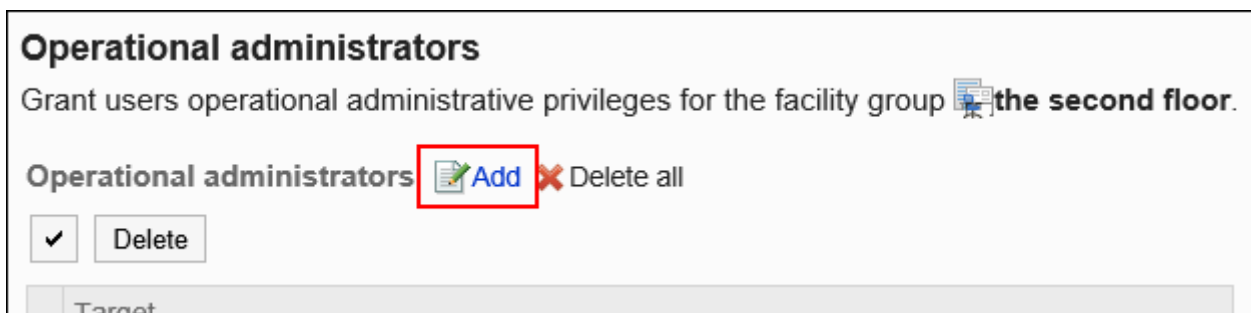 Operational administrators
Grant users operational administrative privileges for the facility group the second floor.
Operational administrators Add Delete all
Delete
Target